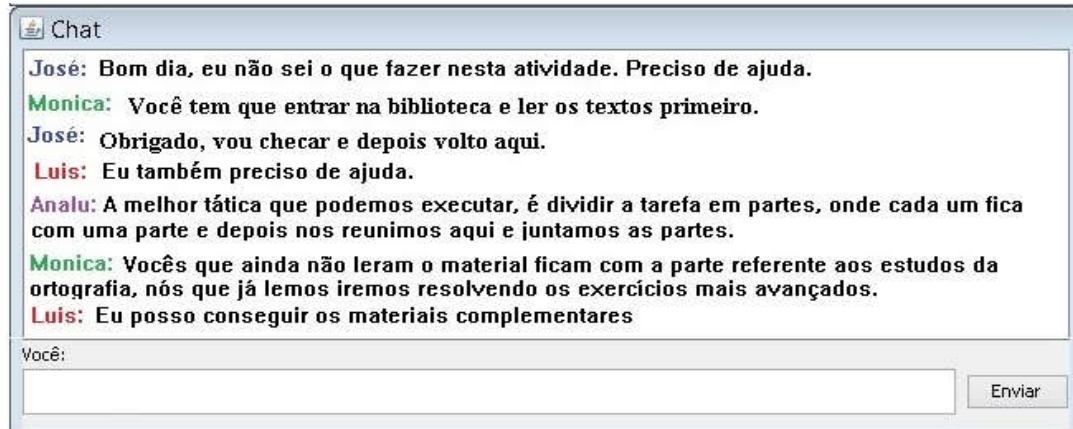 Chat
José: Bom dia, eu não sei o que fazer nesta atividade. Preciso de ajuda.
Monica: Você tem que entrar na biblioteca e ler os textos primeiro.
José: Obrigado, vou checar e depois volto aqui.
Luis: Eu também preciso de ajuda.
Analu: A melhor tática que podemos executar, é dividir a tarefa em partes, onde cada um fica
com uma parte e depois nos reunimos aqui e juntamos as partes.
Monica: Vocês que ainda não leram o material ficam com a parte referente aos estudos da
ortografia, nós que já lemos iremos resolvendo os exercícios mais avançados.
Luis: Eu posso conseguir os materiais complementares
Você:
Enviar